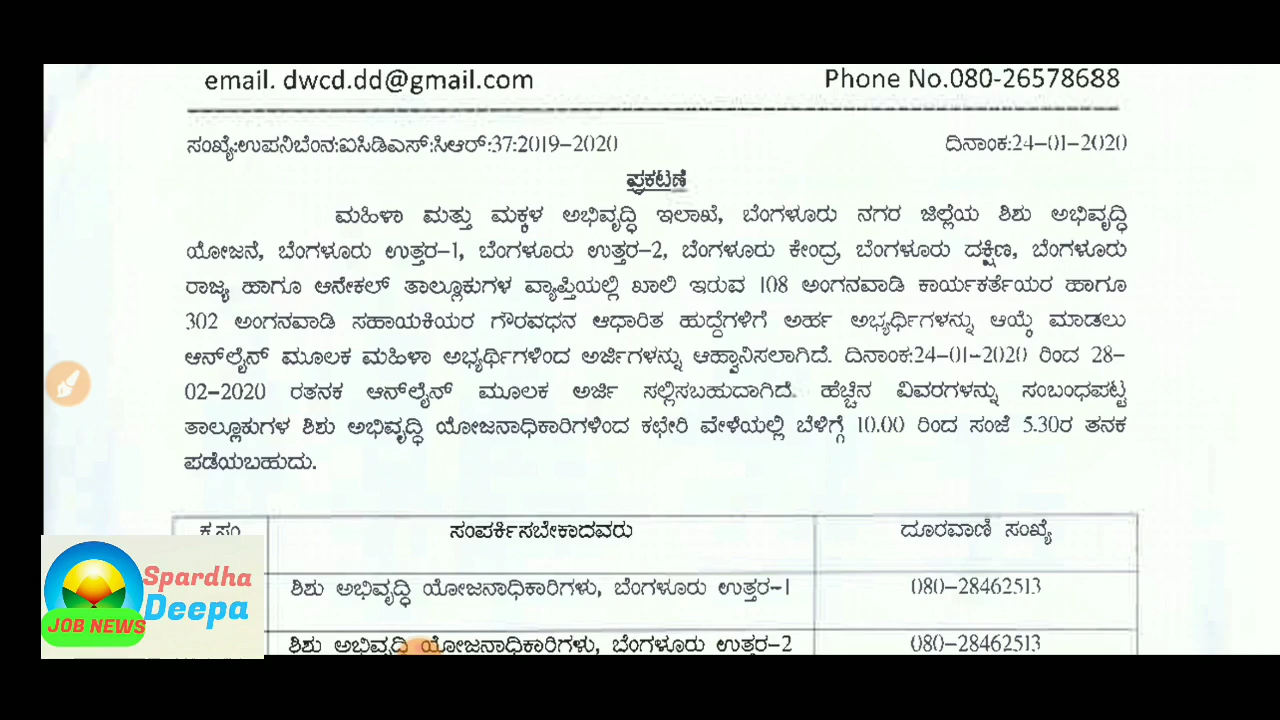 email. dwcd.dd@gmail.com Phone No.080-26578688
ಸಂಖ್ಯೆ:ಉಪನಿಬೆಂನ:ಐಸಿಡಿಎಸ್:ಸಿಆರ್:37:2019-2020 ದಿನಾಂಕ:24-01-2020
ಪ್ರಕಟಣೆ
ಮಹಿಳಾ ಮತ್ತು ಮಕ್ಕಳ ಅಭಿವೃದ್ಧಿ ಇಲಾಖೆ, ಬೆಂಗಳೂರು ನಗರ ಜಿಲ್ಲೆಯ ಶಿಶು ಅಭಿವೃದ್ಧಿ
ಯೋಜನೆ, ಬೆಂಗಳೂರು ಉತ್ತರ-1, ಬೆಂಗಳೂರು ಉತ್ತರ-2, ಬೆಂಗಳೂರು ಕೇಂದ್ರ, ಬೆಂಗಳೂರು ದಕ್ಷಿಣ, ಬೆಂಗಳೂರು
ರಾಜ್ಯ ಹಾಗೂ ಆನೇಕಲ್ ತಾಲ್ಲೂಕುಗಳ ವ್ಯಾಪ್ತಿಯಲ್ಲಿ ಖಾಲಿ ಇರುವ 108 ಅಂಗನವಾಡಿ ಕಾರ್ಯಕರ್ತೆಯರ ಹಾಗೂ
302 ಅಂಗನವಾಡಿ ಸಹಾಯಕಿಯರ ಗೌರವಧನ ಆಧಾರಿತ ಹುದ್ದೆಗಳಿಗೆ ಅರ್ಹ ಅಭ್ಯರ್ಥಿಗಳನ್ನು ಆಯ್ಕೆ ಮಾಡಲು
ಆನ್‌ಲೈನ್ ಮೂಲಕ ಮಹಿಳಾ ಅಭ್ಯರ್ಥಿಗಳಿಂದ ಅರ್ಜಿಗಳನ್ನು ಆಹ್ವಾನಿಸಲಾಗಿದೆ. ದಿನಾಂಕ:24-01-2020 ರಿಂದ 28-
02-2020 ರತನಕ ಆನ್‌ಲೈನ್ ಮೂಲಕ ಅರ್ಜಿ ಸಲ್ಲಿಸಬಹುದಾಗಿದೆ. ಹೆಚ್ಚಿನ ವಿವರಗಳನ್ನು ಸಂಬಂಧಪಟ್ಟ
ತಾಲ್ಲೂಕುಗಳ ಶಿಶು ಅಭಿವೃದ್ಧಿ ಯೋಜನಾಧಿಕಾರಿಗಳಿಂದ ಕಛೇರಿ ವೇಳೆಯಲ್ಲಿ ಬೆಳಿಗ್ಗೆ 10.00 ರಿಂದ ಸಂಜೆ 5.30ರ ತನಕ
ಪಡೆಯಬಹುದು.
ಕ್ರ.ಸಂ ಸಂಪರ್ಕಿಸಬೇಕಾದವರು ದೂರವಾಣಿ ಸಂಖ್ಯೆ
ಶಿಶು ಅಭಿವೃದ್ಧಿ ಯೋಜನಾಧಿಕಾರಿಗಳು, ಬೆಂಗಳೂರು ಉತ್ತರ-1 080-28462513
ಶಿಶು ಅಭಿವೃದ್ಧಿ ಯೋಜನಾಧಿಕಾರಿಗಳು, ಬೆಂಗಳೂರು ಉತ್ತರ-2 080-28462513
Spardha
Deepa
JOB NEWS